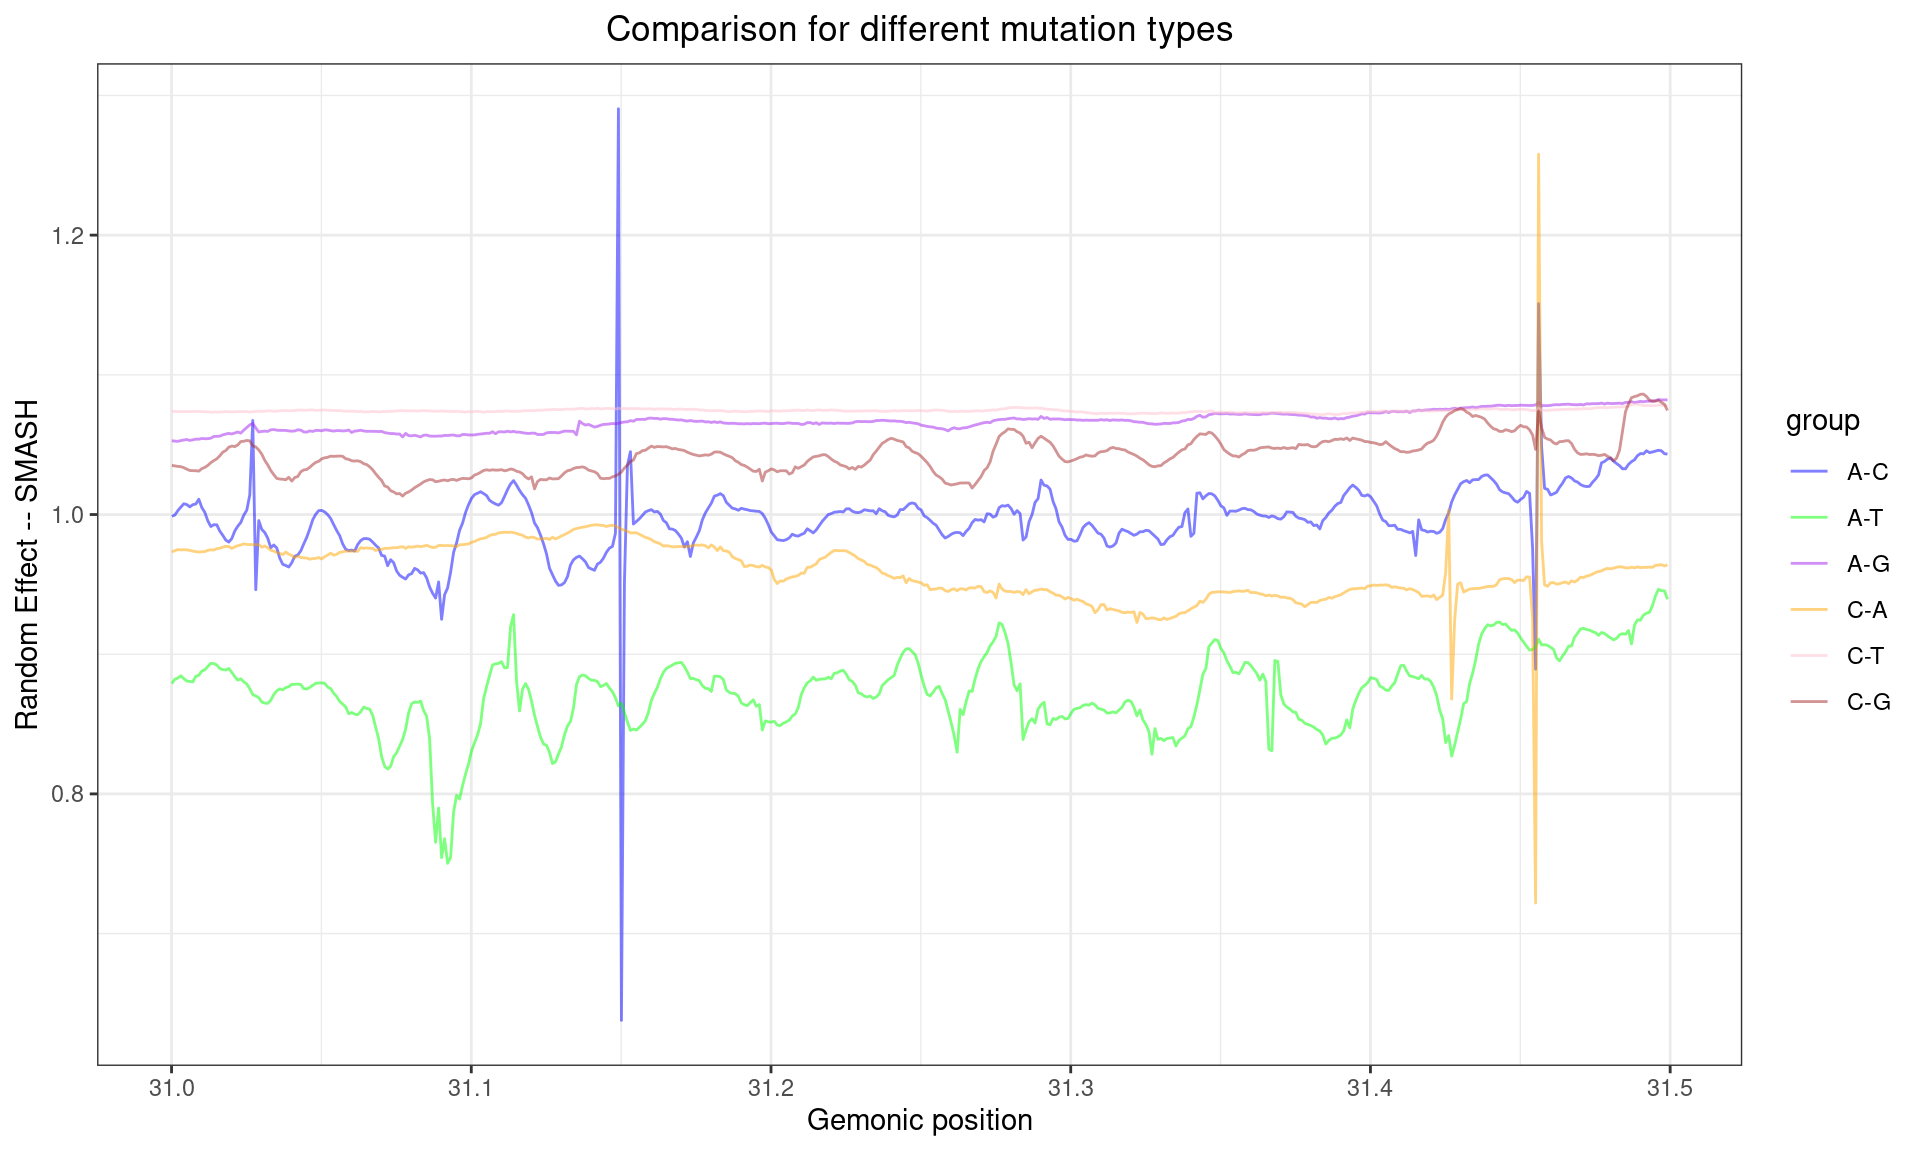 Comparison for different mutation types
Random Effect -- SMASH
1.2
1.0
0.8
31.0 31.1 31.2 31.3 31.4 31.5
Gemonic position
group
A-C
A-T
A-G
C-A
C-T
C-G